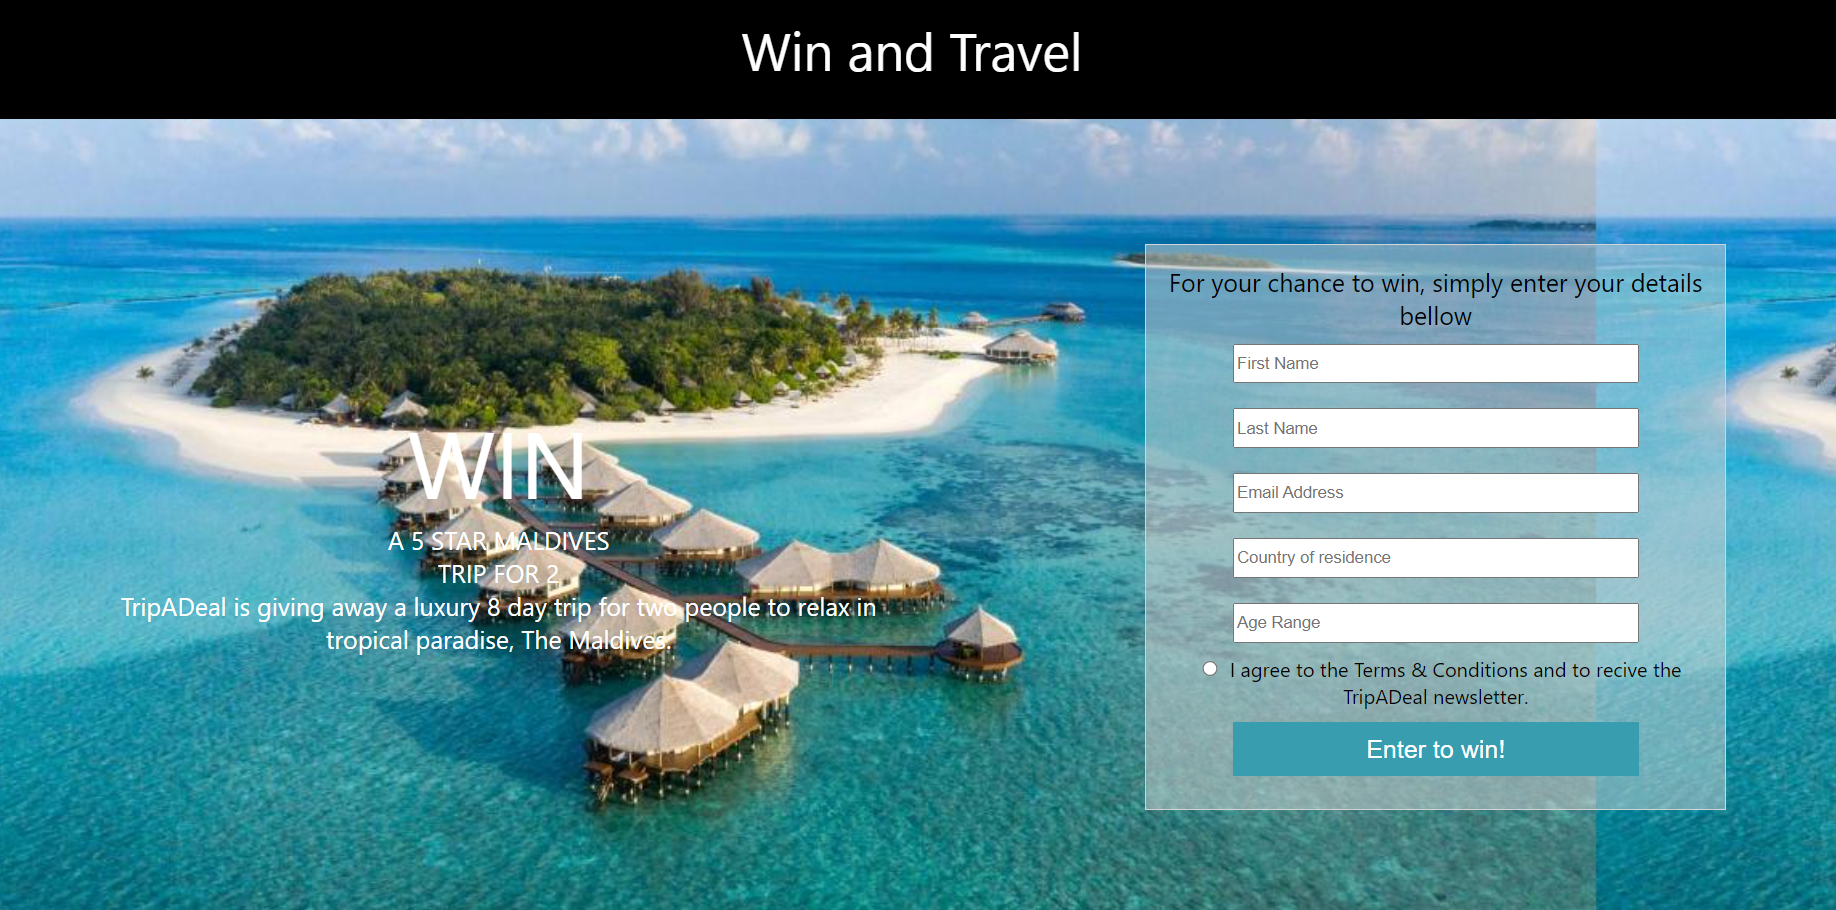 Win and Travel
WIN
A 5 STAR MALDIVES
TRIP FOR 2
TripADeal is giving away a luxury 8 day trip for two people to relax in
tropical paradise, The Maldives.
For your chance to win, simply enter your details
bellow
First Name
Last Name
Email Address
Country of residence
Age Range
I agree to the Terms & Conditions and to recive the
TripADeal newsletter.
Enter to win!